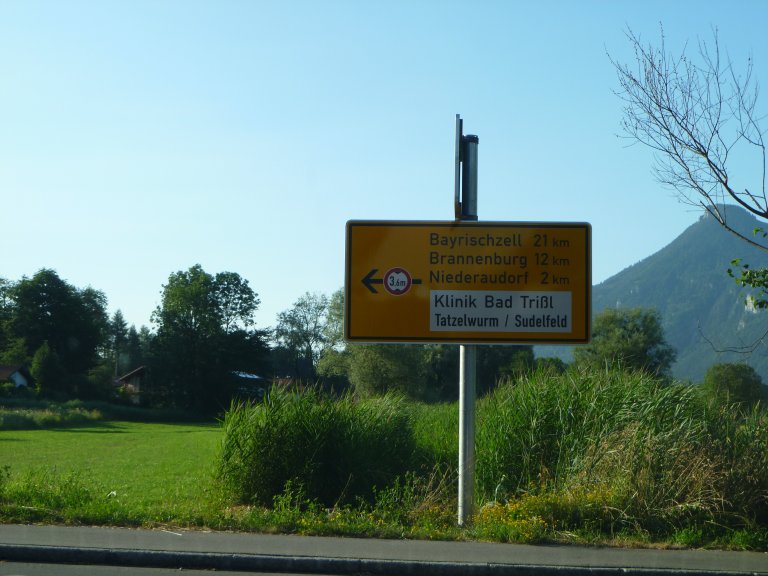 Bayrischzell 21 km
Brannenburg 12 km
Niederaudorf 2 km
3,6m
Klinik Bad Trißl
Tatzelwurm / Sudelfeld